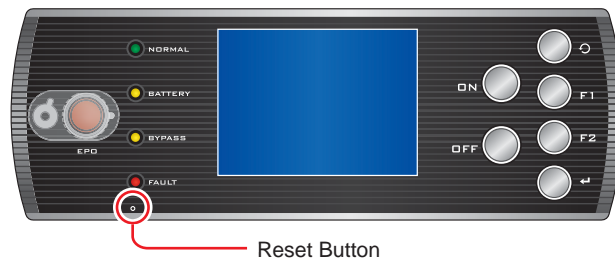 NORMAL
BATTERY
BYPASS
FAULT
EPO
ON
OFF
F1
F2
Reset Button